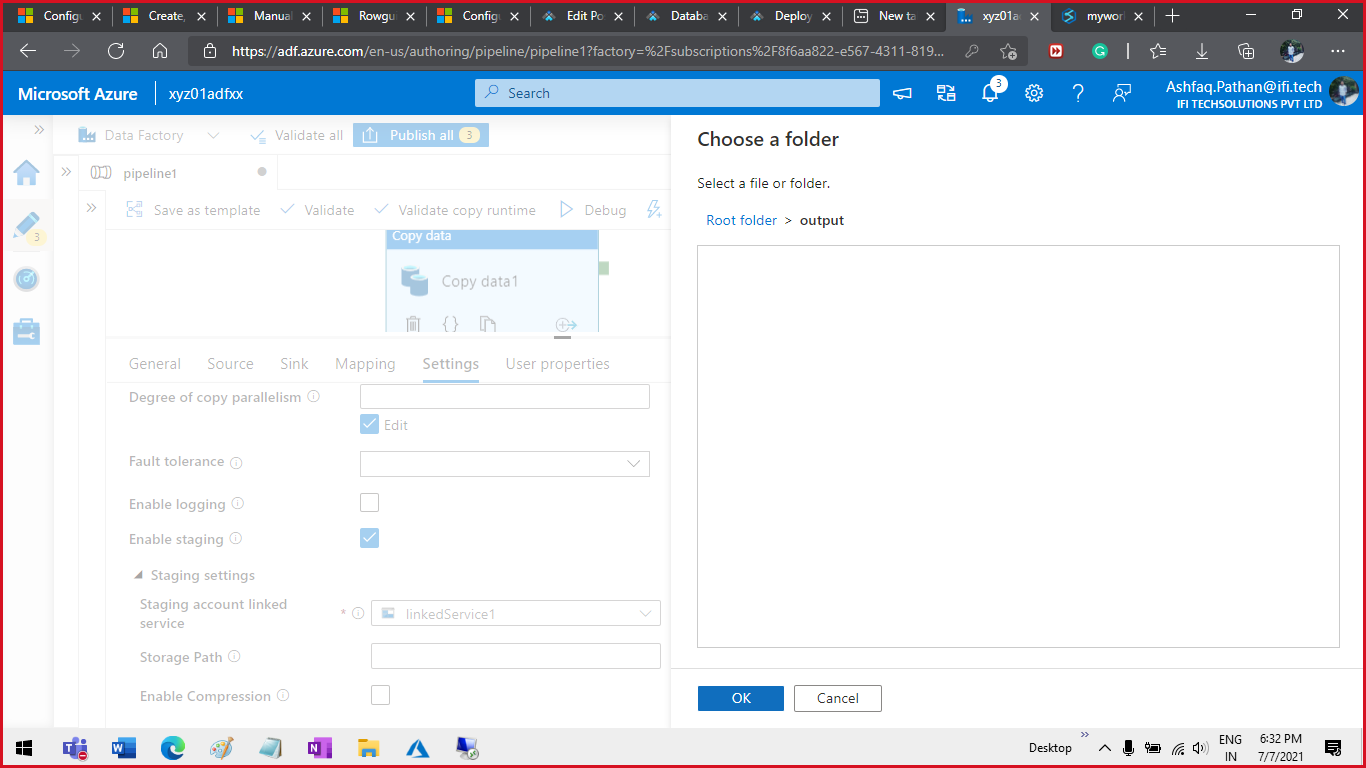 Configu
Create,
Manual
Rowgui
Configu
Edit Po
Databa
Deploy
New ta
xyz01a
mywor
https://adf.azure.com/en-us/authoring/pipeline/pipeline1?factory=%2Fsubscriptions%2F8f6aa822-e567-4311-819...
Microsoft Azure
xyz01adfxx
Search
3
Ashfaq.Pathan@ifi.tech
IFI TECHSOLUTIONS PVT LTD
Data Factory
Validate all
Publish all 3
pipeline1
Save as template
Validate
Validate copy runtime
Debug
3
Copy data
Copy data1
General
Source
Sink
Mapping
Settings
User properties
Degree of copy parallelism
Edit
Fault tolerance
Enable logging
Enable staging
Staging settings
Staging account linked
service
*
linkedService1
Storage Path
Enable Compression
Choose a folder
Select a file or folder.
Root folder > output
OK
Cancel
Desktop
ENG
IN
6:32 PM
7/7/2021